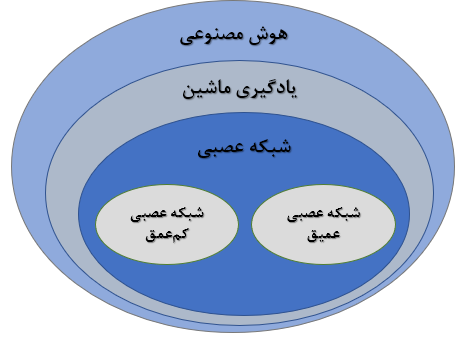 هوش مصنوعی
یادگیری ماشین
شبکه عصبی
شبکه عصبی
عمیق
شبکه عصبی
کم‌عمق